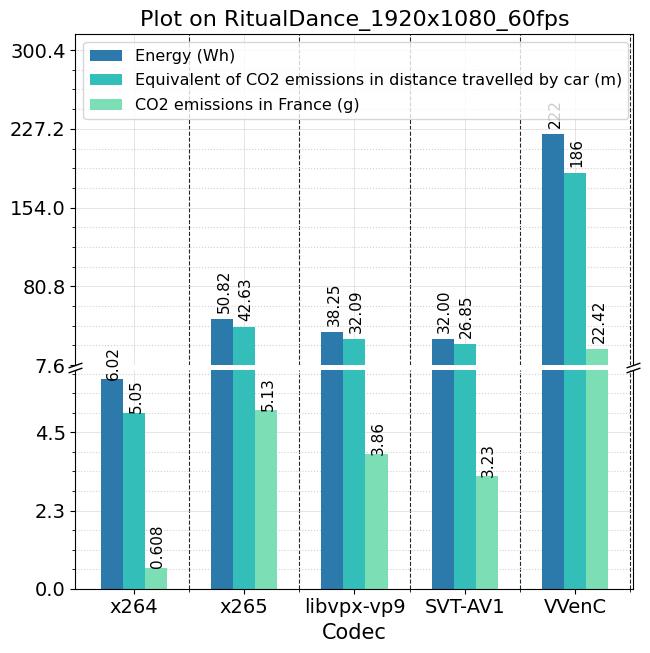 Plot on RitualDance_1920x1080_60fps
Energy (Wh)
Equivalent of CO2 emissions in distance travelled by car (m)
CO2 emissions in France (g)
300.4
227.2
154.0
80.8
7.6
4.5
2.3
0.0
6.02
5.05
0.608
50.82
42.63
5.13
38.25
32.09
3.86
32.00
26.85
3.23
222
186
22.42
x264
x265
libvpx-vp9
SVT-AV1
VVenC
Codec